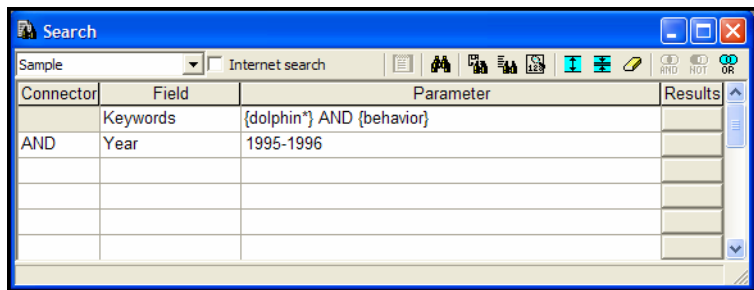 Search
Sample Internet search AND NOT OR
Connector Field Parameter Results
Keywords {dolphin*} AND {behavior}
AND Year 1995-1996